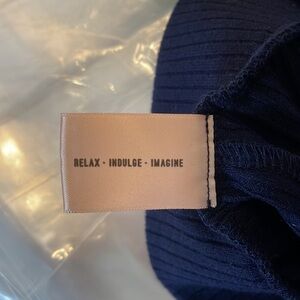 RELAX · INDULGE · IMAGINE